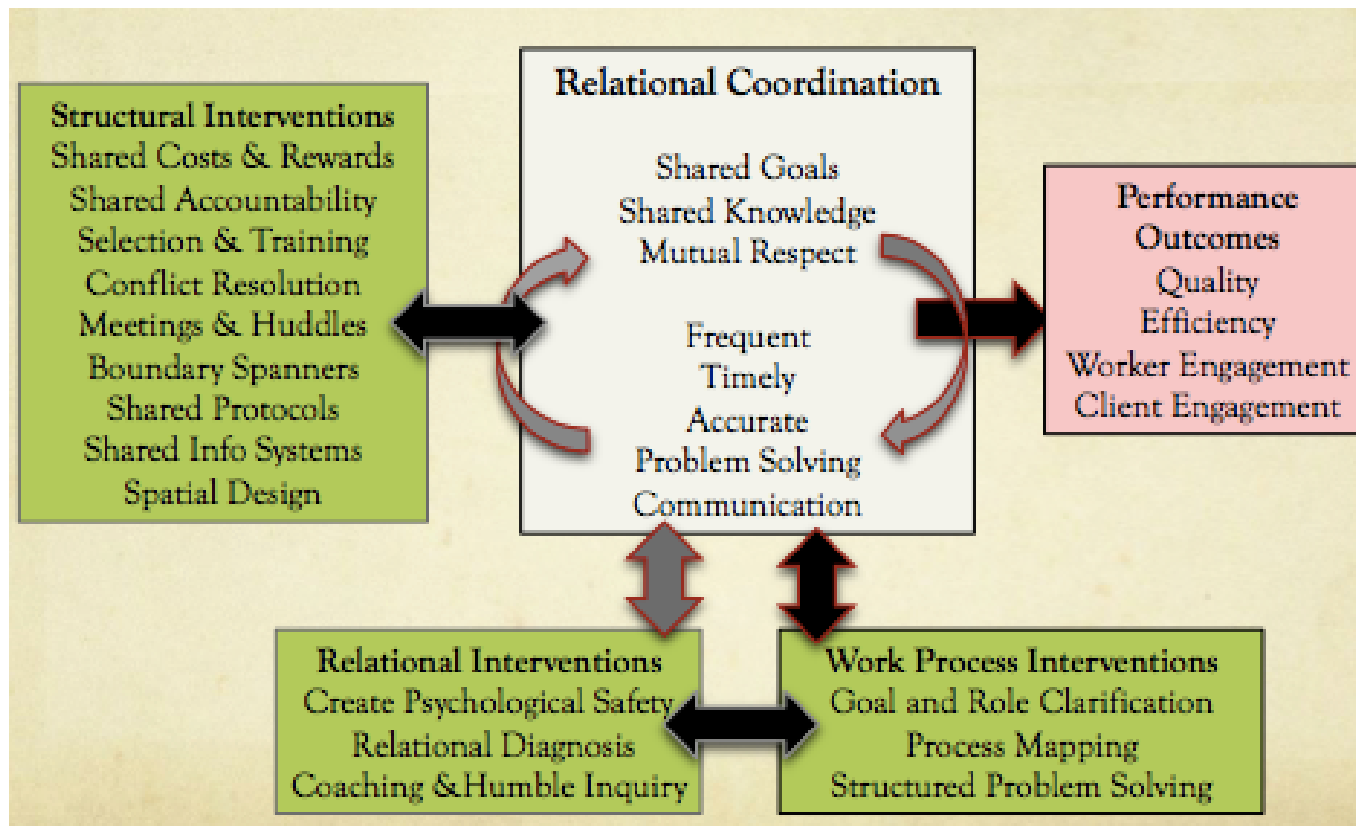 Structural Interventions
Shared Costs & Rewards
Shared Accountability
Selection & Training
Conflict Resolution
Meetings & Huddles
Boundary Spanners
Shared Protocols
Shared Info Systems
Spatial Design
Relational Coordination
Shared Goals
Shared Knowledge
Mutual Respect
Frequent
Timely
Accurate
Problem Solving
Communication
Performance
Outcomes
Quality
Efficiency
Worker Engagement
Client Engagement
Relational Interventions
Create Psychological Safety
Relational Diagnosis
Coaching &Humble Inquiry
Work Process Interventions
Goal and Role Clarification
Process Mapping
Structured Problem Solving